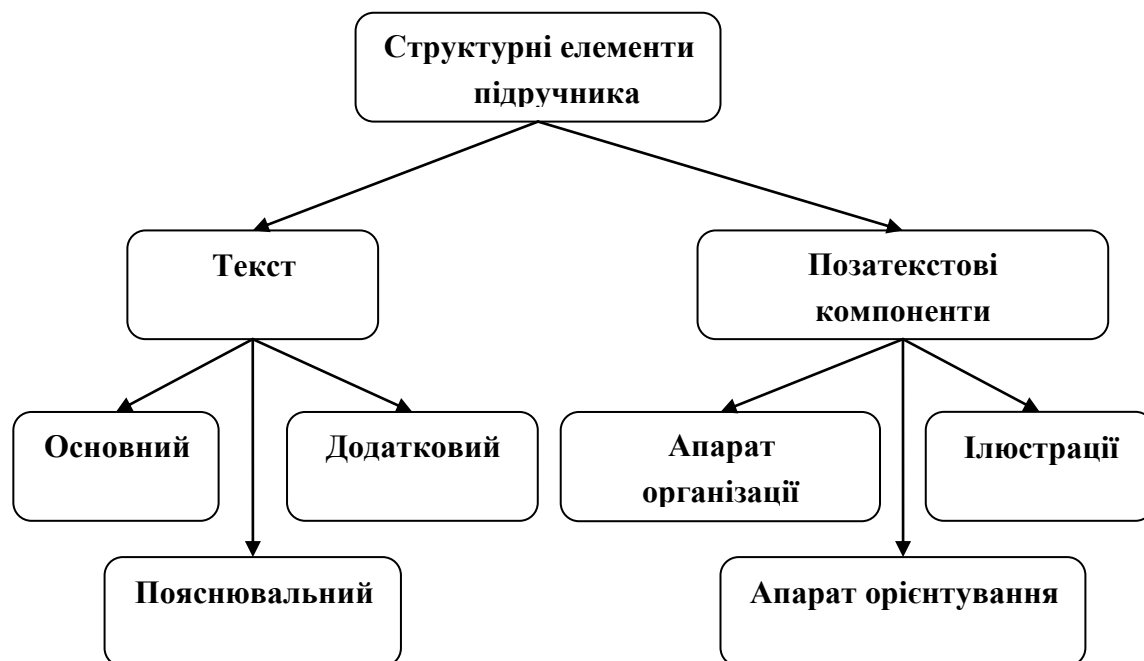 Структурні елементи
підручника
Текст
Позатекстові
компоненти
Основний
Додатковий
Апарат
організації
Ілюстрації
Пояснювальний
Апарат орієнтування